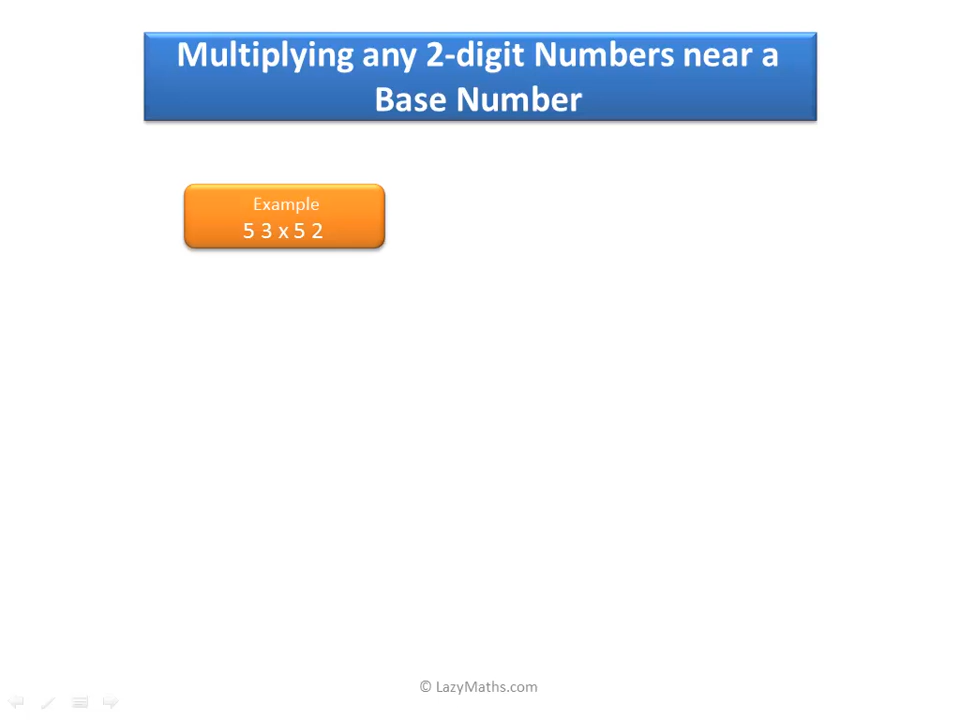 Multiplying any 2-digit Numbers near a
Base Number
Example
5 3 x 5 2
© LazyMaths.com